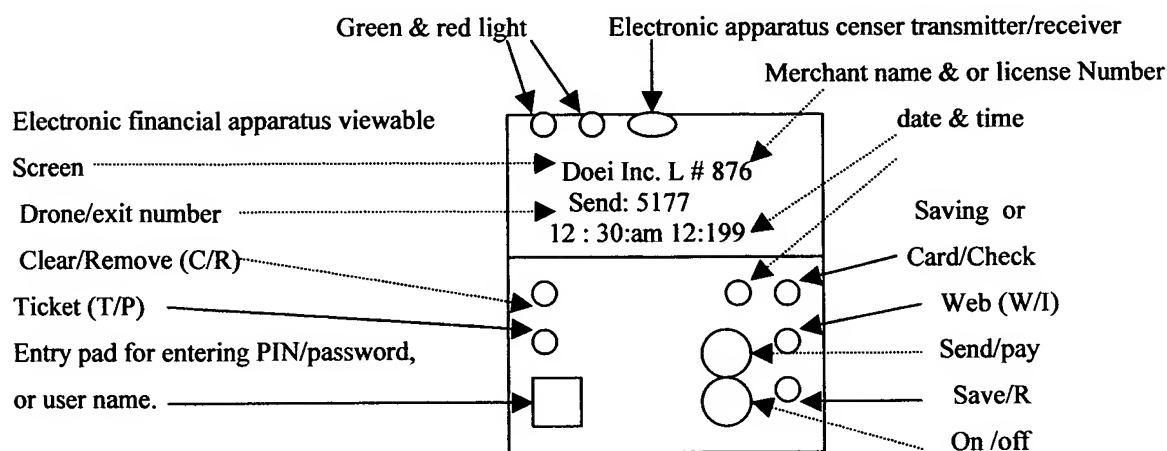 Green & red light
Electronic apparatus censer transmitter/receiver
Merchant name & or license Number
Electronic financial apparatus viewable
date & time
Screen
Doei Inc. L # 876
Drone/exit number
Send: 5177
Saving or
12 : 30:am 12:199
Clear/Remove (C/R)
Card/Check
Ticket (T/P)
Web (W/I)
Entry pad for entering PIN/password,
Send/pay
or user name.
Save/R
On /off